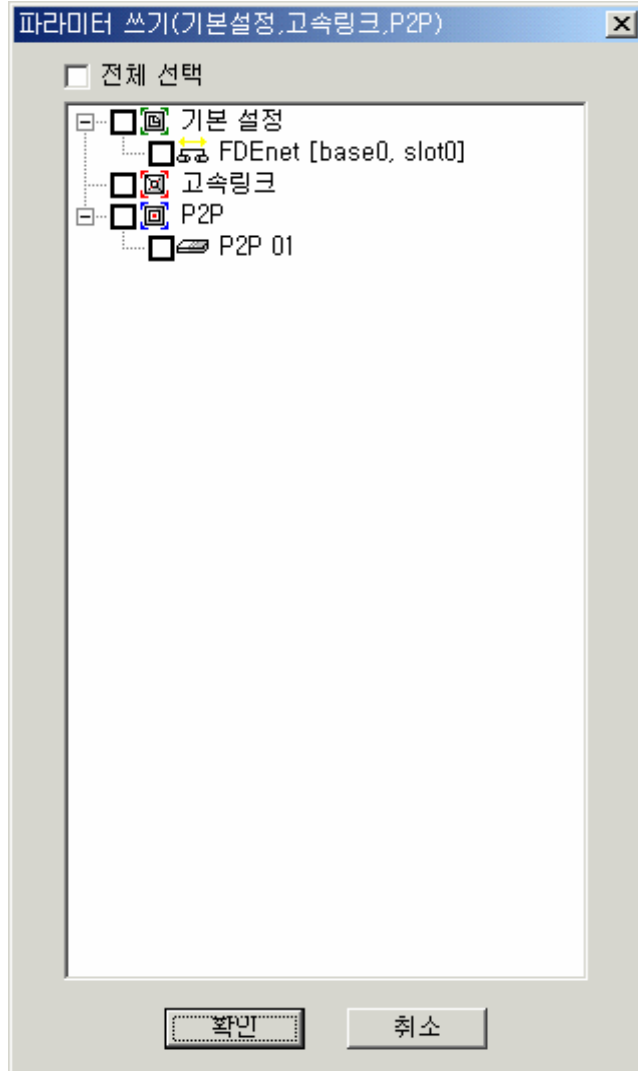 파라미터 쓰기(기본설정,고속링크,P2P)
전체 선택
기본 설정
FDEnet [base0, slot0]
고속링크
P2P
P2P 01
확인 취소